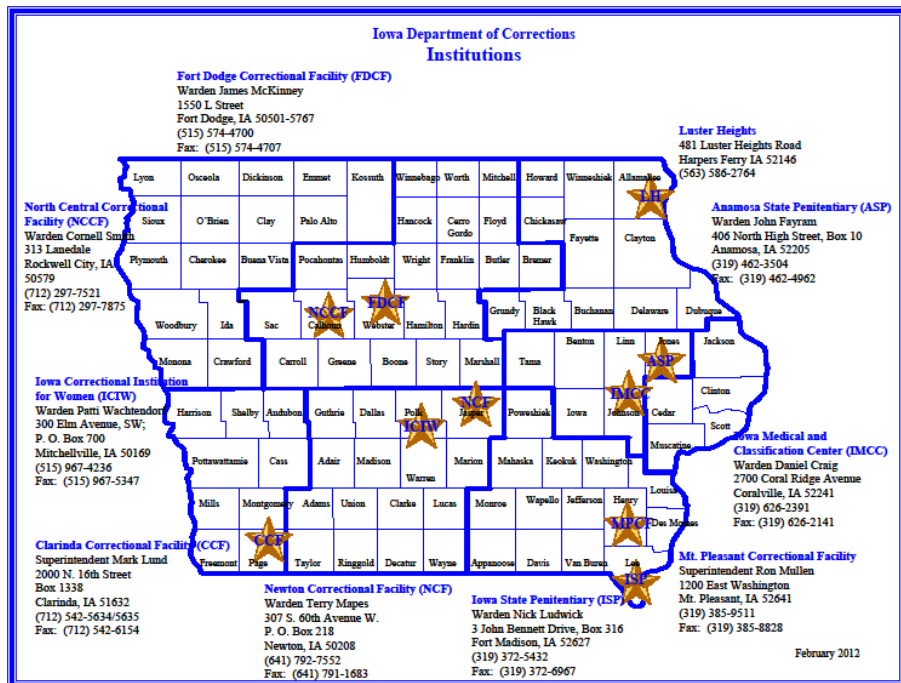 Iowa Department of Corrections
Institutions
Fort Dodge Correctional Facility (FDCF)
Warden James McKinney
1550 L Street
Fort Dodge, IA 50501-5767
(515) 574-4700
Fax: (515) 574-4707
Luster Heights
481 Luster Heights Road
Harpers Ferry IA 52146
(563) 586-2764
North Central Correctional
Facility (NCCF)
Warden Cornell Smith
313 Lanedale
Rockwell City, IA
50579
(712) 297-7521
Fax: (712) 297-7875
Anamosa State Penitentiary (ASP)
Warden John Fayram
406 North High Street, Box 10
Anamosa, IA 52205
(319) 462-3504
Fax: (319) 462-4962
Lyon Osceola Dickinson Emmet Kossuth Winnebago Worth Mitchell Howard Winneshiek Allamakee
LH
Sioux O'Brien Clay Palo Alto Hancock Cerro Gordo Floyd Chickasaw
Fayette Clayton
Plymouth Cherokee Buena Vista Pocahontas Humboldt Wright Franklin Butler Bremer
NCCF FDCF
Woodbury Ida Sac Calhoun Webster Hamilton Hardin Grundy Black Hawk Buchanan Delaware Dubuque
Monona Crawford Carroll Greene Boone Story Marshall Tama Benton Linn Jones Jackson
ASP
Clinton
Harrison Shelby Audubon Guthrie Dallas Polk Jasper Poweshiek Iowa Johnson Cedar
ICIW NCF IMCC
Scott
Muscatine
Pottawattamie Cass Adair Madison Warren Marion Mahaska Keokuk Washington
Louisa
Mills Montgomery Adams Union Clarke Lucas Monroe Wapello Jefferson Henry
Des Moines
CCF MPCF
Freemont Page Taylor Ringgold Decatur Wayne Appanoose Davis Van Buren Lee
ISP
Iowa Correctional Institution
for Women (ICIW)
Warden Patti Wachtendorf
300 Elm Avenue, SW;
P. O. Box 700
Mitchellville, IA 50169
(515) 967-4236
Fax: (515) 967-5347
Iowa Medical and
Classification Center (IMCC)
Warden Daniel Craig
2700 Coral Ridge Avenue
Coralville, IA 52241
(319) 626-2391
Fax: (319) 626-2141
Clarinda Correctional Facility (CCF)
Superintendent Mark Lund
2000 N. 16th Street
Box 1338
Clarinda, IA 51632
(712) 542-5634/5635
Fax: (712) 542-6154
Newton Correctional Facility (NCF)
Warden Terry Mapes
307 S. 60th Avenue W.
P. O. Box 218
Newton, IA 50208
(641) 792-7552
Fax: (641) 791-1683
Iowa State Penitentiary (ISP)
Warden Nick Ludwick
3 John Bennett Drive, Box 316
Fort Madison, IA 52627
(319) 372-5432
Fax: (319) 372-6967
Mt. Pleasant Correctional Facility
Superintendent Ron Mullen
1200 East Washington
Mt. Pleasant, IA 52641
(319) 385-9511
Fax: (319) 385-8828
February 2012